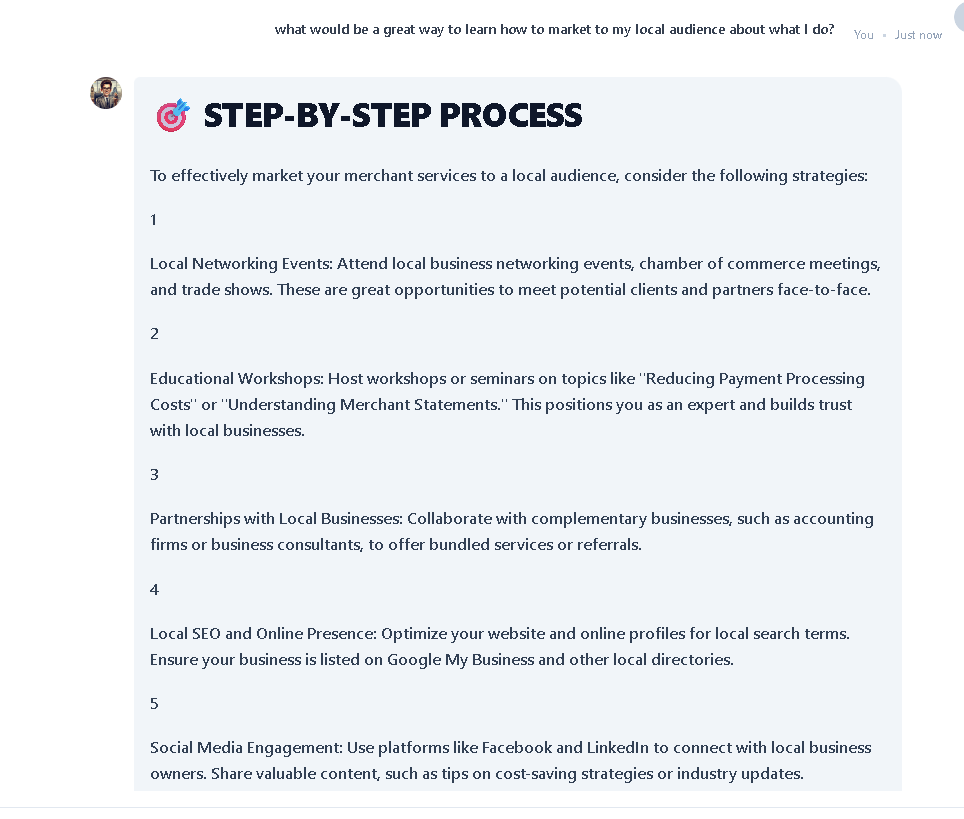 what would be a great way to learn how to market to my local audience about what I do?
You • Just now
STEP-BY-STEP PROCESS
To effectively market your merchant services to a local audience, consider the following strategies:
1
Local Networking Events: Attend local business networking events, chamber of commerce meetings,
and trade shows. These are great opportunities to meet potential clients and partners face-to-face.
2
Educational Workshops: Host workshops or seminars on topics like "Reducing Payment Processing
Costs" or "Understanding Merchant Statements." This positions you as an expert and builds trust
with local businesses.
3
Partnerships with Local Businesses: Collaborate with complementary businesses, such as accounting
firms or business consultants, to offer bundled services or referrals.
4
Local SEO and Online Presence: Optimize your website and online profiles for local search terms.
Ensure your business is listed on Google My Business and other local directories.
5
Social Media Engagement: Use platforms like Facebook and LinkedIn to connect with local business
owners. Share valuable content, such as tips on cost-saving strategies or industry updates.